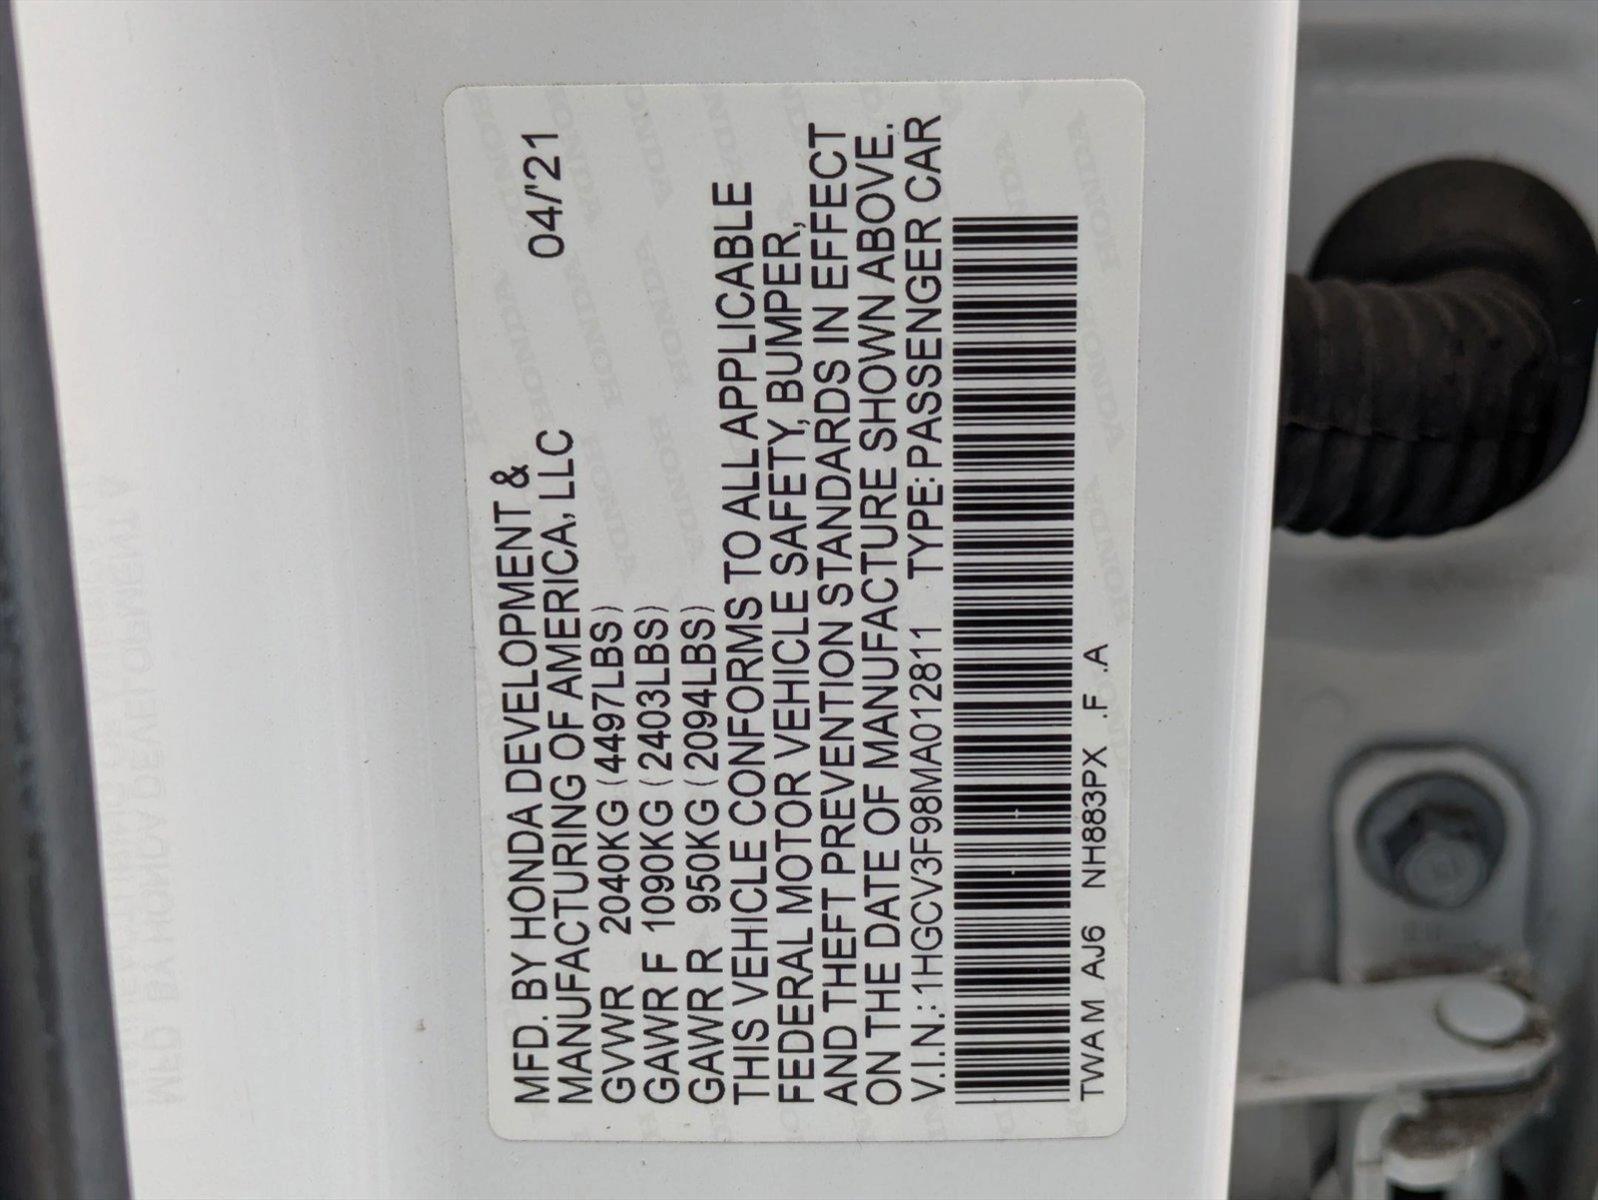 MFD. BY HONDA DEVELOPMENT &
MANUFACTURING OF AMERICA, LLC 04/'21
GVWR 2040KG (4497LBS)
GAWR F 1090KG (2403LBS)
GAWR R 950KG (2094LBS)
THIS VEHICLE CONFORMS TO ALL APPLICABLE
FEDERAL MOTOR VEHICLE SAFETY, BUMPER,
AND THEFT PREVENTION STANDARDS IN EFFECT
ON THE DATE OF MANUFACTURE SHOWN ABOVE.
V.I.N.: 1HGCV3F98MA012811 TYPE: PASSENGER CAR
TWAM AJ6 NH883PX .F .A